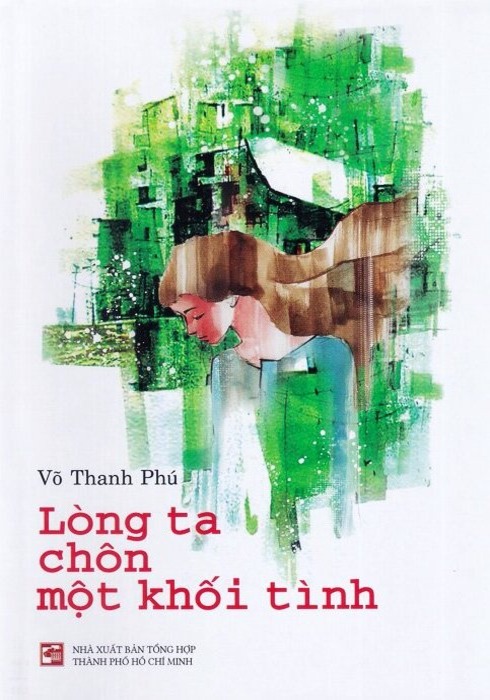 Võ Thanh Phú
Lòng ta
chôn
một khối tình
NHÀ XUẤT BẢN TỔNG HỢP
THÀNH PHỐ HỒ CHÍ MINH